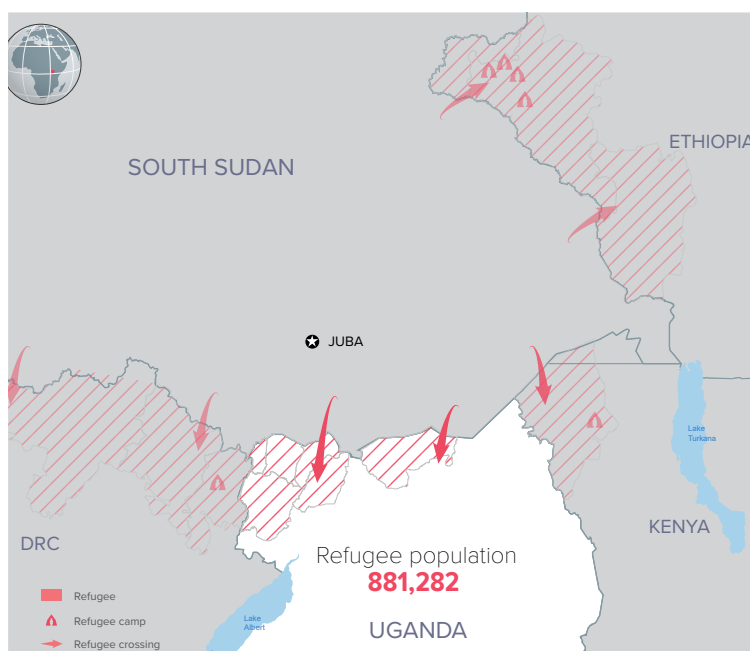 ETHIOPIA
SOUTH SUDAN
JUBA
Lake
Turkana
KENYA
DRC
Refugee population
881,282
UGANDA
Lake
Albert
Refugee
Refugee camp
Refugee crossing